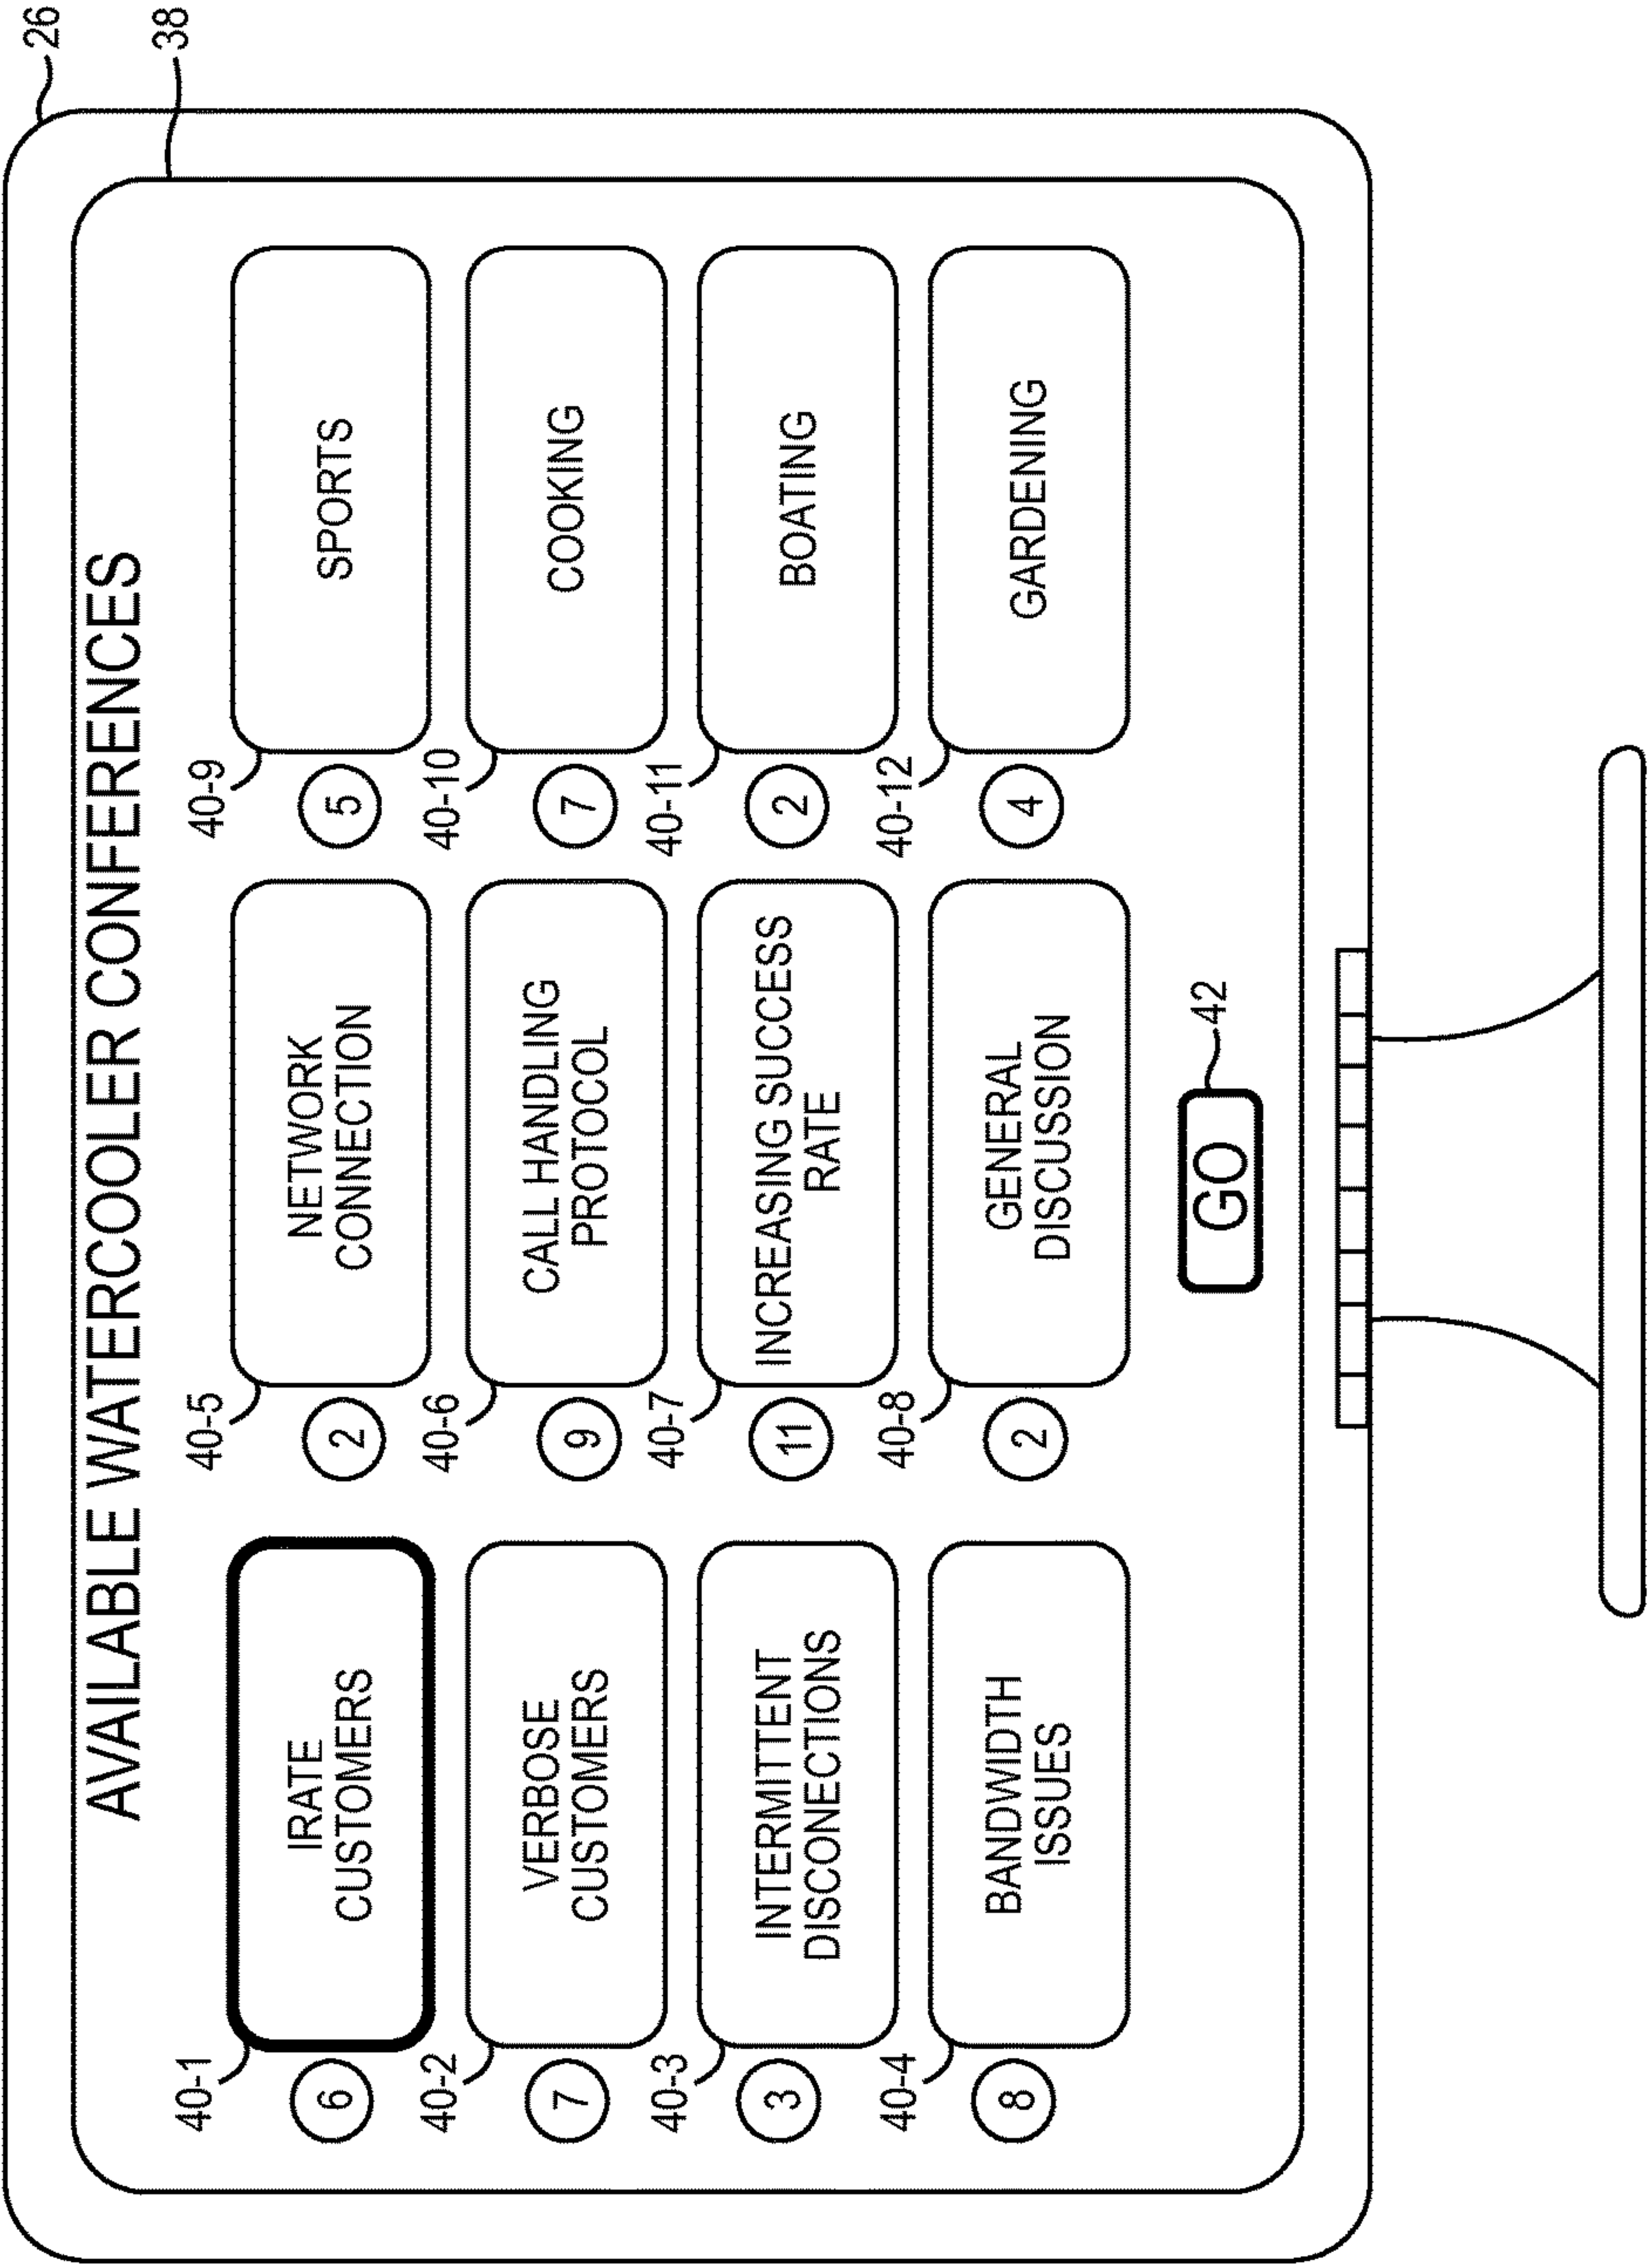 26
38
AVAILABLE WATERCOOLER CONFERENCES
40-1
6
IRATE
CUSTOMERS
40-2
7
VERBOSE
CUSTOMERS
40-3
3
INTERMITTENT
DISCONECTIONS
40-4
8
BANDWIDTH
ISSUES
40-5
2
NETWORK
CONNECTION
40-6
9
CALL HANDLING
PROTOCOL
40-7
11
INCREASING SUCCESS
RATE
40-8
2
GENERAL
DISCUSSION
40-9
5
SPORTS
40-10
7
COOKING
40-11
2
BOATING
40-12
4
GARDENING
GO
42